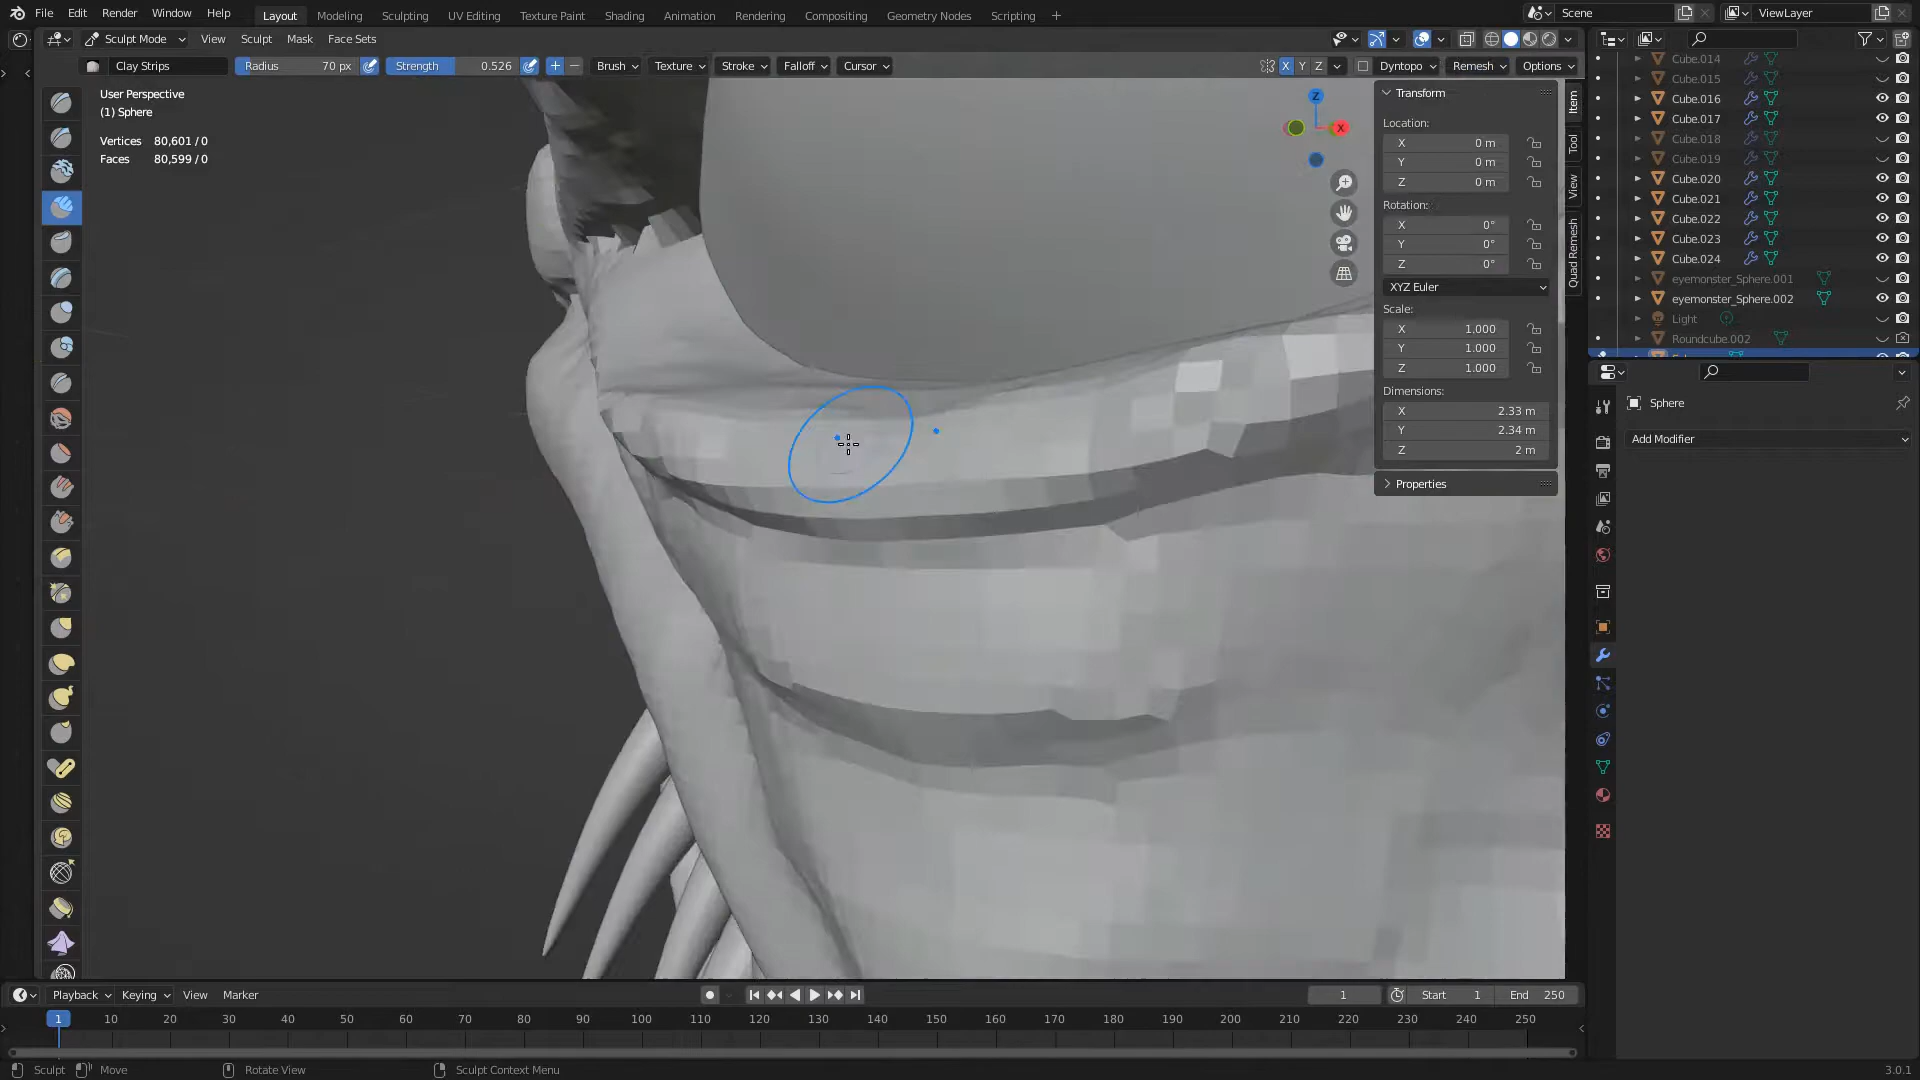 File Edit Render Window Help Layout Modeling Sculpting UV Editing Texture Paint Shading Animation Rendering Compositing Geometry Nodes Scripting + Scene ViewLayer
Sculpt Mode View Sculpt Mask Face Sets
Clay Strips Radius 70 px Strength 0.526 Brush Texture Stroke Falloff Cursor X Y Z Dyntopo Remesh Options
User Perspective
(1) Sphere
Vertices 80,601 / 0
Faces 80,599 / 0
Z
X
Transform
Location:
X 0 m
Y 0 m
Z 0 m
Rotation:
X 0°
Y 0°
Z 0°
XYZ Euler
Scale:
X 1.000
Y 1.000
Z 1.000
Dimensions:
X 2.33 m
Y 2.34 m
Z 2 m
Properties
Item
Tool
View
Quad Remesh
Cube.014
Cube.015
Cube.016
Cube.017
Cube.018
Cube.019
Cube.020
Cube.021
Cube.022
Cube.023
Cube.024
eyemonster_Sphere.001
eyemonster_Sphere.002
Light
Roundcube.002
Sphere
Add Modifier
Playback Keying View Marker 1 Start 1 End 250
1 10 20 30 40 50 60 70 80 90 100 110 120 130 140 150 160 170 180 190 200 210 220 230 240 250
Sculpt Move Rotate View Sculpt Context Menu 3.0.1